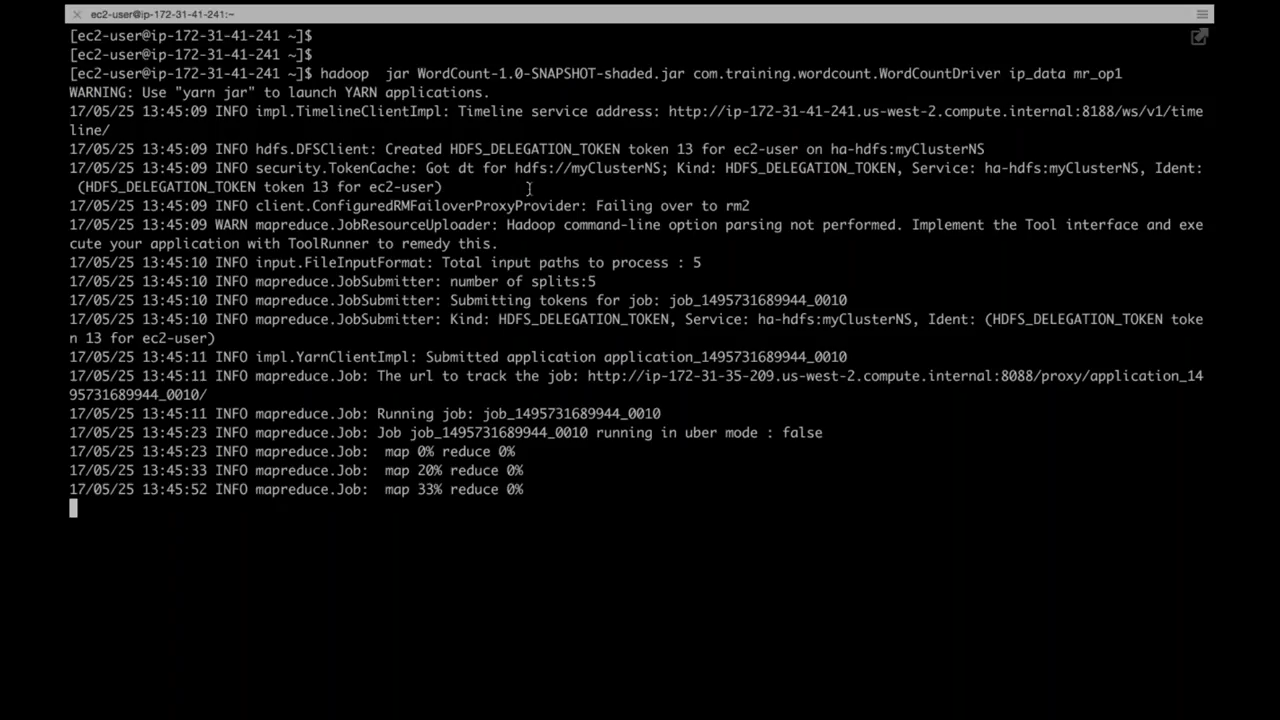 ec2-user@ip-172-31-41-241:~
[ec2-user@ip-172-31-41-241 ~]$
[ec2-user@ip-172-31-41-241 ~]$
[ec2-user@ip-172-31-41-241 ~]$ hadoop  jar WordCount-1.0-SNAPSHOT-shaded.jar com.training.wordcount.WordCountDriver ip_data mr_op1
WARNING: Use "yarn jar" to launch YARN applications.
17/05/25 13:45:09 INFO impl.TimelineClientImpl: Timeline service address: http://ip-172-31-41-241.us-west-2.compute.internal:8188/ws/v1/time
line/
17/05/25 13:45:09 INFO hdfs.DFSClient: Created HDFS_DELEGATION_TOKEN token 13 for ec2-user on ha-hdfs:myClusterNS
17/05/25 13:45:09 INFO security.TokenCache: Got dt for hdfs://myClusterNS; Kind: HDFS_DELEGATION_TOKEN, Service: ha-hdfs:myClusterNS, Ident:
 (HDFS_DELEGATION_TOKEN token 13 for ec2-user)
17/05/25 13:45:09 INFO client.ConfiguredRMFailoverProxyProvider: Failing over to rm2
17/05/25 13:45:09 WARN mapreduce.JobResourceUploader: Hadoop command-line option parsing not performed. Implement the Tool interface and exe
cute your application with ToolRunner to remedy this.
17/05/25 13:45:10 INFO input.FileInputFormat: Total input paths to process : 5
17/05/25 13:45:10 INFO mapreduce.JobSubmitter: number of splits:5
17/05/25 13:45:10 INFO mapreduce.JobSubmitter: Submitting tokens for job: job_1495731689944_0010
17/05/25 13:45:10 INFO mapreduce.JobSubmitter: Kind: HDFS_DELEGATION_TOKEN, Service: ha-hdfs:myClusterNS, Ident: (HDFS_DELEGATION_TOKEN toke
n 13 for ec2-user)
17/05/25 13:45:11 INFO impl.YarnClientImpl: Submitted application application_1495731689944_0010
17/05/25 13:45:11 INFO mapreduce.Job: The url to track the job: http://ip-172-31-35-209.us-west-2.compute.internal:8088/proxy/application_14
95731689944_0010/
17/05/25 13:45:11 INFO mapreduce.Job: Running job: job_1495731689944_0010
17/05/25 13:45:23 INFO mapreduce.Job: Job job_1495731689944_0010 running in uber mode : false
17/05/25 13:45:23 INFO mapreduce.Job:  map 0% reduce 0%
17/05/25 13:45:33 INFO mapreduce.Job:  map 20% reduce 0%
17/05/25 13:45:52 INFO mapreduce.Job:  map 33% reduce 0%